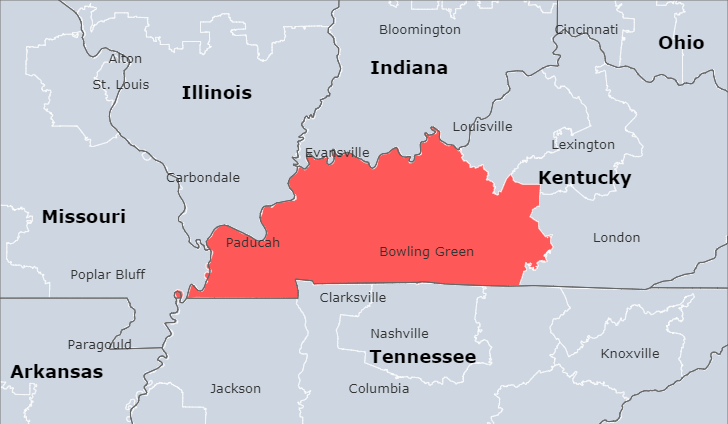 Bloomington
Cincinnati
Ohio
Alton
Indiana
St. Louis
Illinois
Louisville
Evansville
Lexington
Carbondale
Kentucky
Missouri
London
Paducah
Bowling Green
Poplar Bluff
Clarksville
Nashville
Paragould
Tennessee
Knoxville
Arkansas
Jackson
Columbia